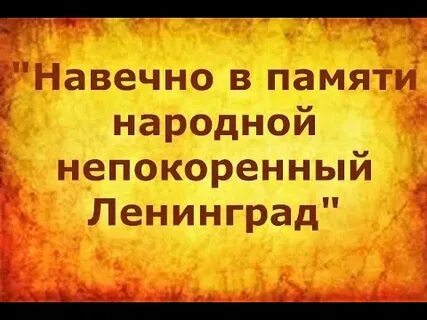 "Навечно в памяти
народной
непокоренный
Ленинград"